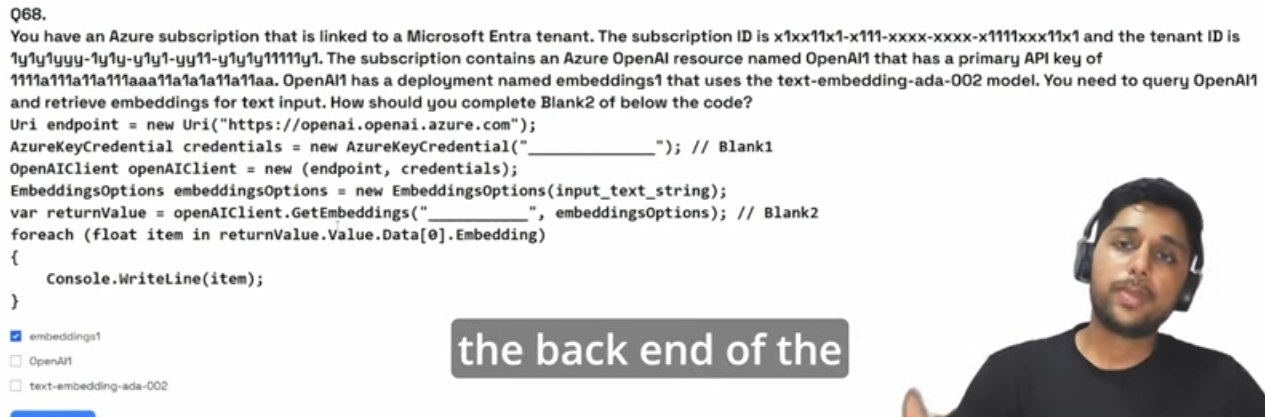 Q68.
You have an Azure subscription that is linked to a Microsoft Entra tenant. The subscription ID is x1xx11x1-x111-xxxx-xxxx-x1111xxx11x1 and the tenant ID is
1y1y1yyy-1y1y-y1y1-yy11-y1y1y11111y1. The subscription contains an Azure OpenAI resource named OpenAI1 that has a primary API key of
1111a111a11a111aaa11a1a1a11a11aa. OpenAI1 has a deployment named embeddings1 that uses the text-embedding-ada-002 model. You need to query OpenAI1
and retrieve embeddings for text input. How should you complete Blank2 of below the code?
Uri endpoint = new Uri("https://openai.openai.azure.com");
AzureKeyCredential credentials = new AzureKeyCredential("______________"); // Blank1
OpenAIClient openAIClient = new (endpoint, credentials);
EmbeddingsOptions embeddingsOptions = new EmbeddingsOptions(input_text_string);
var returnValue = openAIClient.GetEmbeddings("___________", embeddingsOptions); // Blank2
foreach (float item in returnValue.Value.Data[0].Embedding)
{
    Console.WriteLine(item);
}
embeddings1
OpenAI1
text-embedding-ada-002
the back end of the